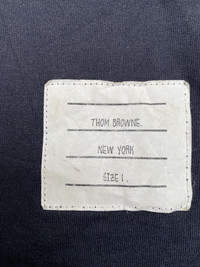 THOM BROWNE.
NEW YORK
SIZE 1.